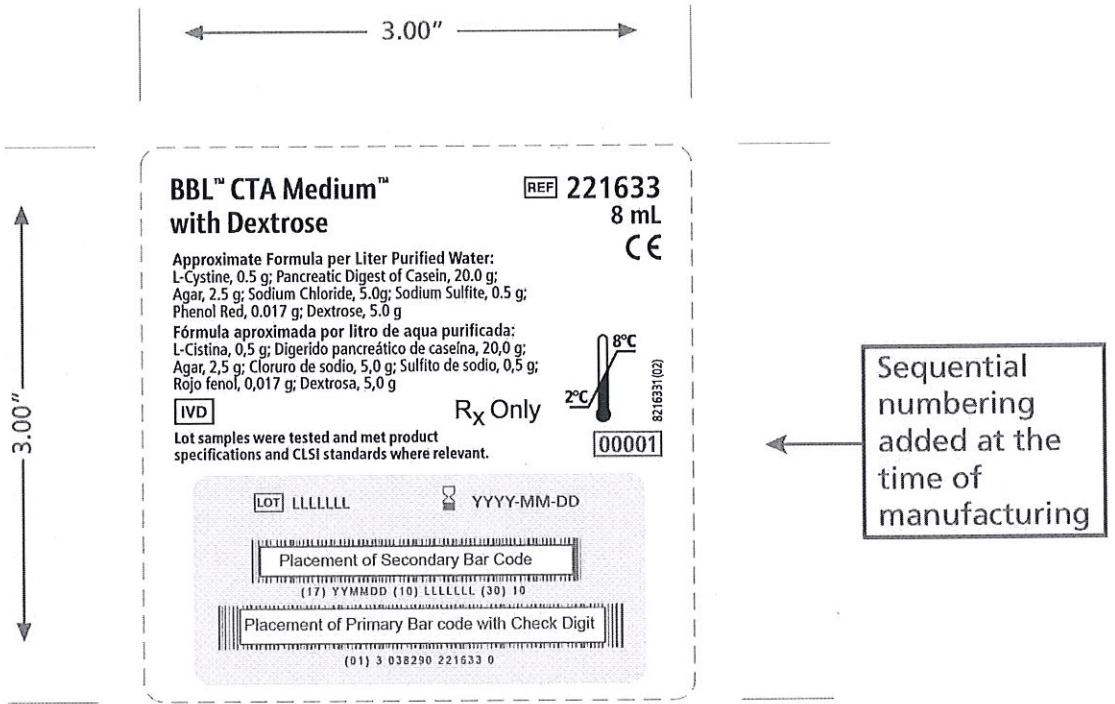 3.00″
3.00″
BBL™ CTA Medium™
with Dextrose
REF 221633
8 mL
CE
Approximate Formula per Liter Purified Water:
L-Cystine, 0.5 g; Pancreatic Digest of Casein, 20.0 g;
Agar, 2.5 g; Sodium Chloride, 5.0g; Sodium Sulfite, 0.5 g;
Phenol Red, 0.017 g; Dextrose, 5.0 g
Fórmula aproximada por litro de aqua purificada:
L-Cistina, 0,5 g; Digerido pancreático de caseína, 20,0 g;
Agar, 2,5 g; Cloruro de sodio, 5,0 g; Sulfito de sodio, 0,5 g;
Rojo fenol, 0,017 g; Dextrosa, 5,0 g
8°C
2°C
8216331(02)
IVD
Rx Only
00001
Lot samples were tested and met product
specifications and CLSI standards where relevant.
LOT LLLLLLL YYYY-MM-DD
Placement of Secondary Bar Code
(17) YYMMDD (10) LLLLLLL (30) 10
Placement of Primary Bar code with Check Digit
(01) 3 038290 221633 0
Sequential
numbering
added at the
time of
manufacturing